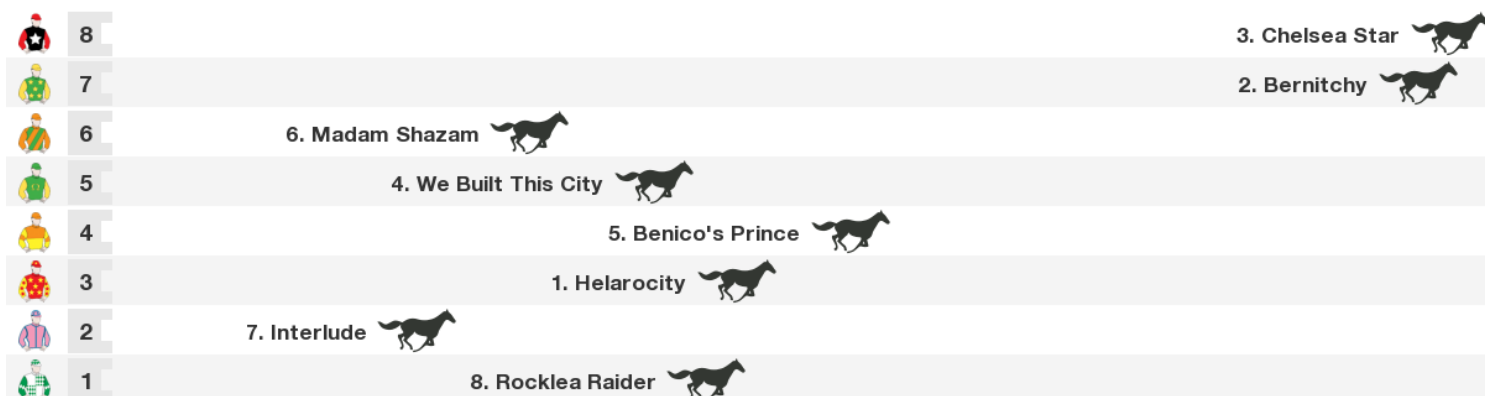 8 3. Chelsea Star
7 2. Bernitchy
6 6. Madam Shazam
5 4. We Built This City
4 5. Benico's Prince
3 1. Helarocity
2 7. Interlude
1 8. Rocklea Raider